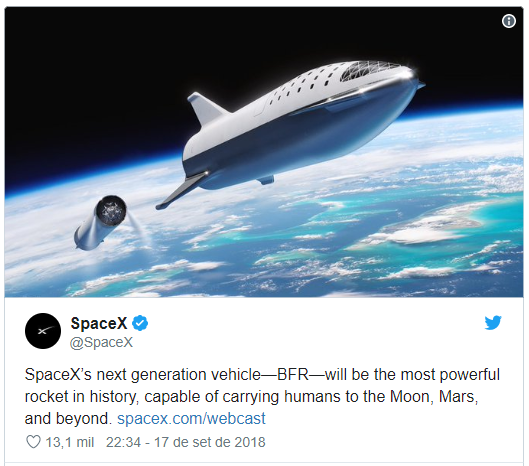 SpaceX
@SpaceX
SpaceX's next generation vehicle—BFR—will be the most powerful
rocket in history, capable of carrying humans to the Moon, Mars,
and beyond. spacex.com/webcast
13,1 mil 22:34 - 17 de set de 2018